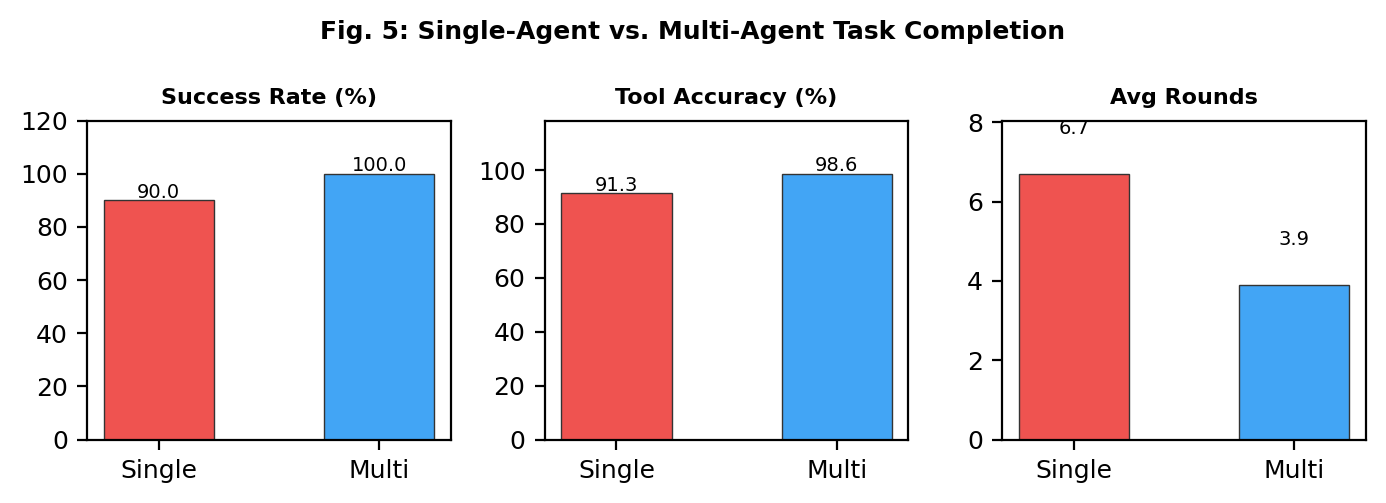 Fig. 5: Single-Agent vs. Multi-Agent Task Completion
Success Rate (%)
120
100
80
60
40
20
0
90.0
100.0
Single
Multi
Tool Accuracy (%)
100
80
60
40
20
0
91.3
98.6
Single
Multi
Avg Rounds
8
6
4
2
0
6.7
3.9
Single
Multi